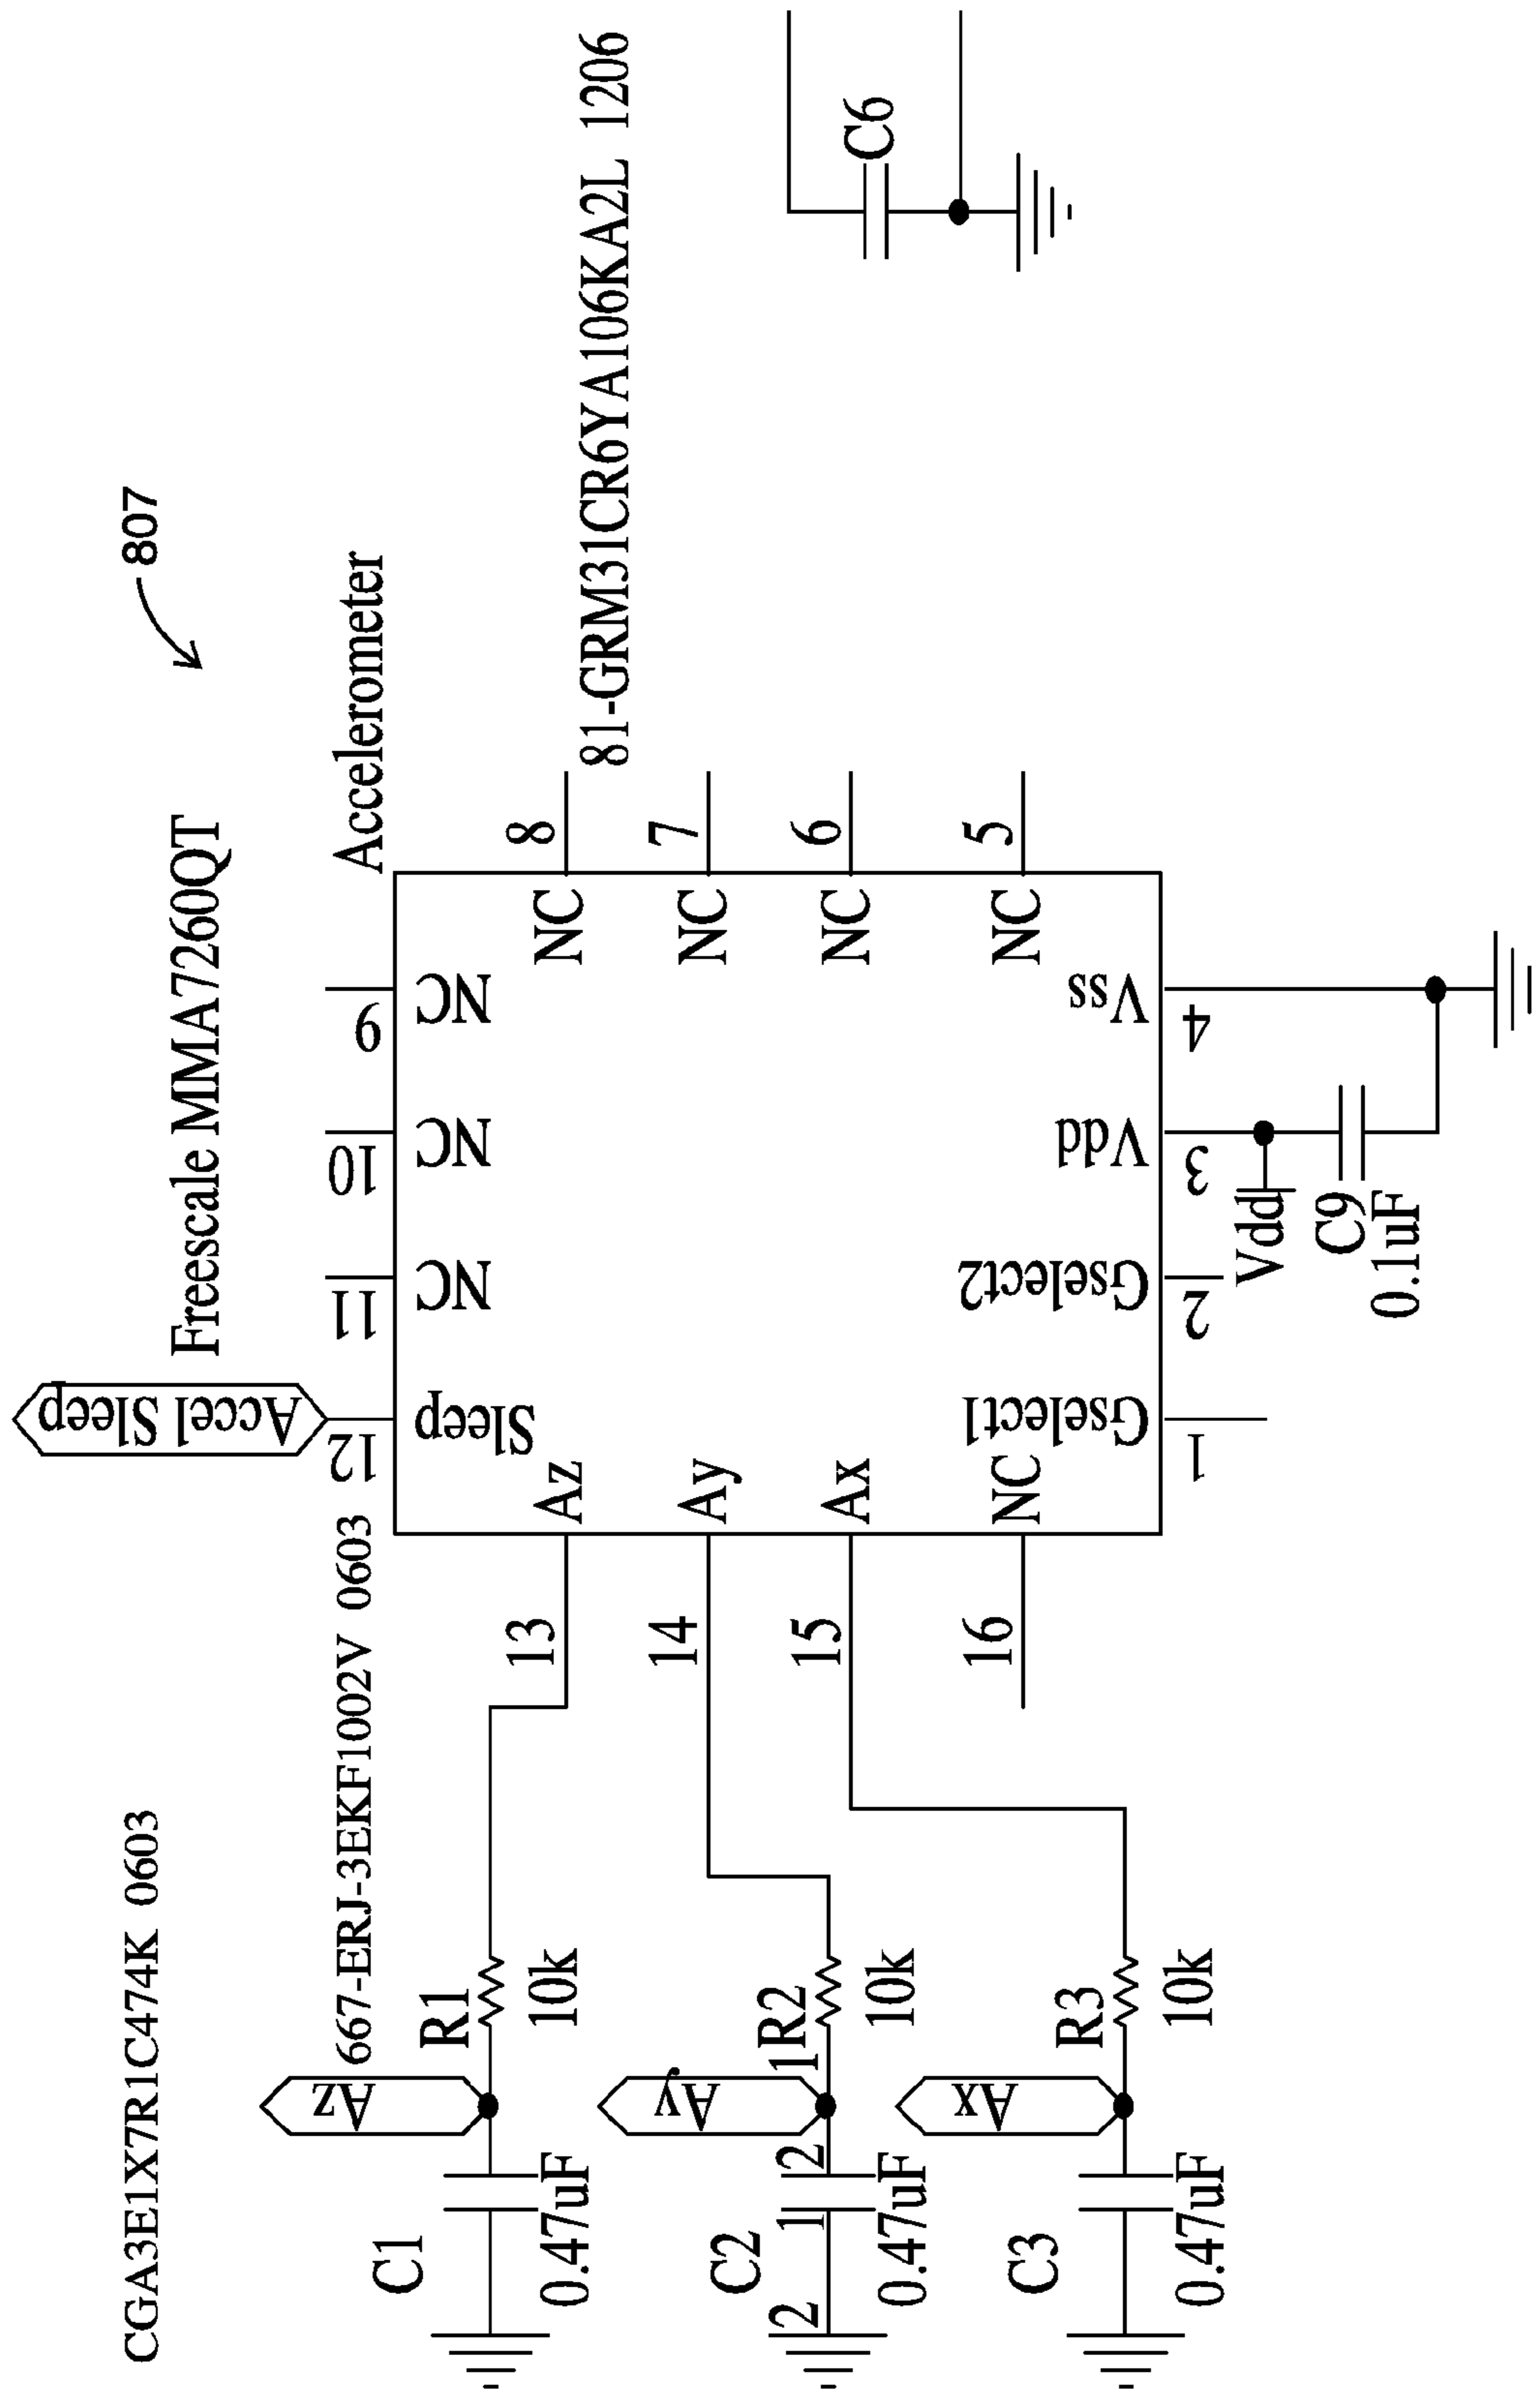 807
CGA3E1X7R1C474K 0603
Freescale MMA7260QT
Accelerometer
667-ERJ-3EKF1002V 0603
81-GRM31CR6YA106KA2L 1206
Accel Sleep
12
11
10
9
Sleep
NC
NC
NC
Az
C1
0.47uF
R1
10k
13
Az
NC
8
Ay
C2
2
1
2
0.47uF
1
R2
10k
14
Ay
NC
7
Ax
C3
0.47uF
R3
10k
15
Ax
NC
6
16
NC
NC
5
Gselect1
Gselect2
Vdd
Vss
1
2
3
4
Vdd
C9
0.1uF
C6